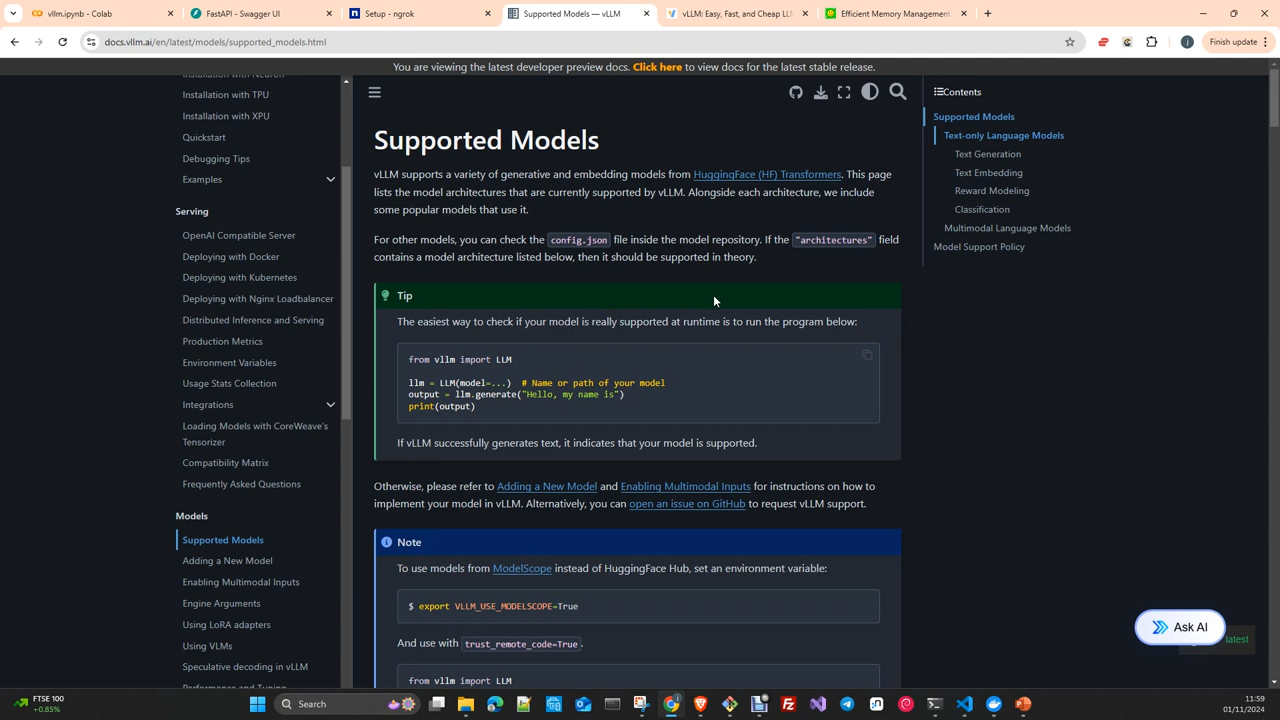 vllm.ipynb - Colab
FastAPI - Swagger UI
Setup - ngrok
Supported Models — vLLM
vLLM: Easy, Fast, and Cheap LL
Efficient Memory Management
docs.vllm.ai/en/latest/models/supported_models.html
Finish update
You are viewing the latest developer preview docs. Click here to view docs for the latest stable release.
Installation with Neuron
Installation with TPU
Installation with XPU
Quickstart
Debugging Tips
Examples
Serving
OpenAI Compatible Server
Deploying with Docker
Deploying with Kubernetes
Deploying with Nginx Loadbalancer
Distributed Inference and Serving
Production Metrics
Environment Variables
Usage Stats Collection
Integrations
Loading Models with CoreWeave's
Tensorizer
Compatibility Matrix
Frequently Asked Questions
Models
Supported Models
Adding a New Model
Enabling Multimodal Inputs
Engine Arguments
Using LoRA adapters
Using VLMs
Speculative decoding in vLLM
Performance and Tuning
Supported Models
vLLM supports a variety of generative and embedding models from HuggingFace (HF) Transformers. This page
lists the model architectures that are currently supported by vLLM. Alongside each architecture, we include
some popular models that use it.
For other models, you can check the config.json file inside the model repository. If the "architectures" field
contains a model architecture listed below, then it should be supported in theory.
Tip
The easiest way to check if your model is really supported at runtime is to run the program below:
from vllm import LLM
llm = LLM(model=...)  # Name or path of your model
output = llm.generate("Hello, my name is")
print(output)
If vLLM successfully generates text, it indicates that your model is supported.
Otherwise, please refer to Adding a New Model and Enabling Multimodal Inputs for instructions on how to
implement your model in vLLM. Alternatively, you can open an issue on GitHub to request vLLM support.
Note
To use models from ModelScope instead of HuggingFace Hub, set an environment variable:
$ export VLLM_USE_MODELSCOPE=True
And use with trust_remote_code=True.
from vllm import LLM
Contents
Supported Models
Text-only Language Models
Text Generation
Text Embedding
Reward Modeling
Classification
Multimodal Language Models
Model Support Policy
Ask AI
latest
FTSE 100
+0.85%
Search
11:59
01/11/2024